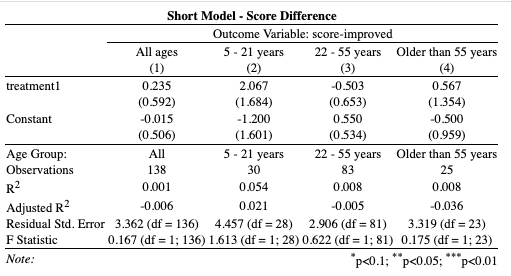 Short Model - Score Difference
Outcome Variable: score-improved
All ages 5 - 21 years 22 - 55 years Older than 55 years
(1) (2) (3) (4)
treatment1 0.235 2.067 -0.503 0.567
(0.592) (1.684) (0.653) (1.354)
Constant -0.015 -1.200 0.550 -0.500
(0.506) (1.601) (0.534) (0.959)
Age Group: All 5 - 21 years 22 - 55 years Older than 55 years
Observations 138 30 83 25
R2 0.001 0.054 0.008 0.008
Adjusted R2 -0.006 0.021 -0.005 -0.036
Residual Std. Error 3.362 (df = 136) 4.457 (df = 28) 2.906 (df = 81) 3.319 (df = 23)
F Statistic 0.167 (df = 1; 136) 1.613 (df = 1; 28) 0.622 (df = 1; 81) 0.175 (df = 1; 23)
Note: *p<0.1; **p<0.05; ***p<0.01